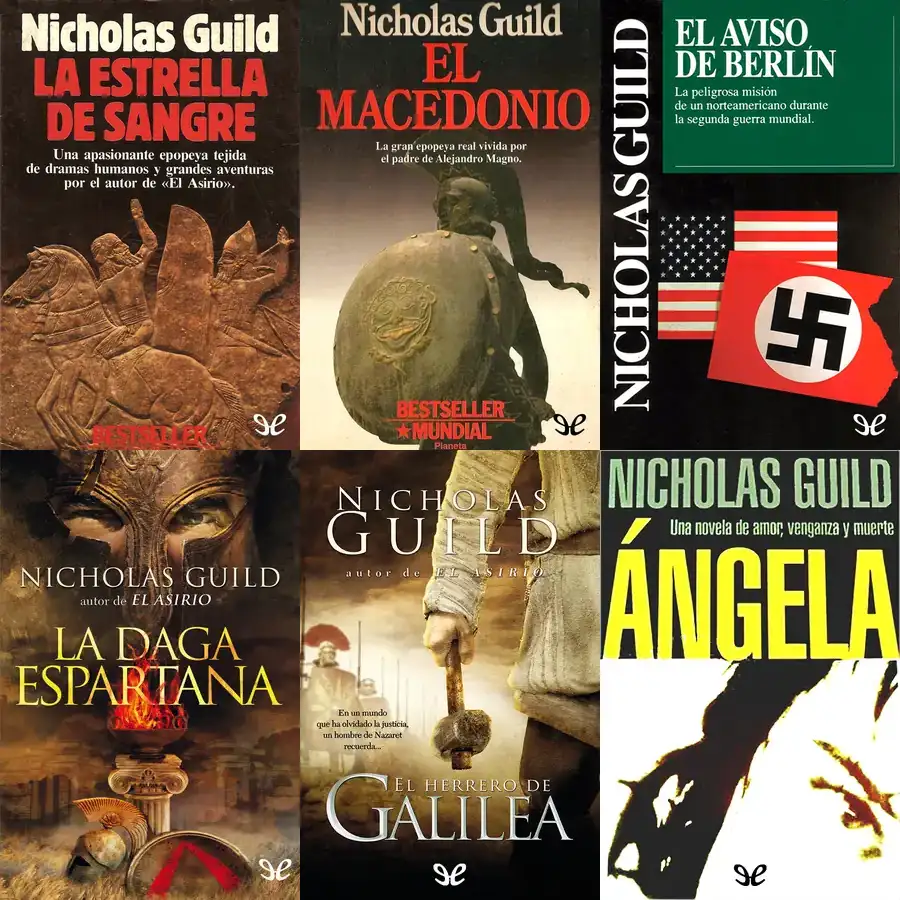 Nicholas Guild
LA ESTRELLA
DE SANGRE
Una apasionante epopeya tejida
de dramas humanos y grandes aventuras
por el autor de «El Asirio».
BESTSELLER
Nicholas Guild
EL
MACEDONIO
La gran epopeya real vivida por
el padre de Alejandro Magno.
BESTSELLER
★MUNDIAL
Planeta
NICHOLAS GUILD
EL AVISO
DE BERLÍN
La peligrosa misión
de un norteamericano durante
la segunda guerra mundial.
NICHOLAS GUILD
autor de EL ASIRIO
LA DAGA
ESPARTANA
NICHOLAS
GUILD
autor de EL ASIRIO
En un mundo
que ha olvidado la justicia,
un hombre de Nazaret
recuerda...
EL HERRERO DE
GALILEA
NICHOLAS GUILD
Una novela de amor, venganza y muerte
ÁNGELA